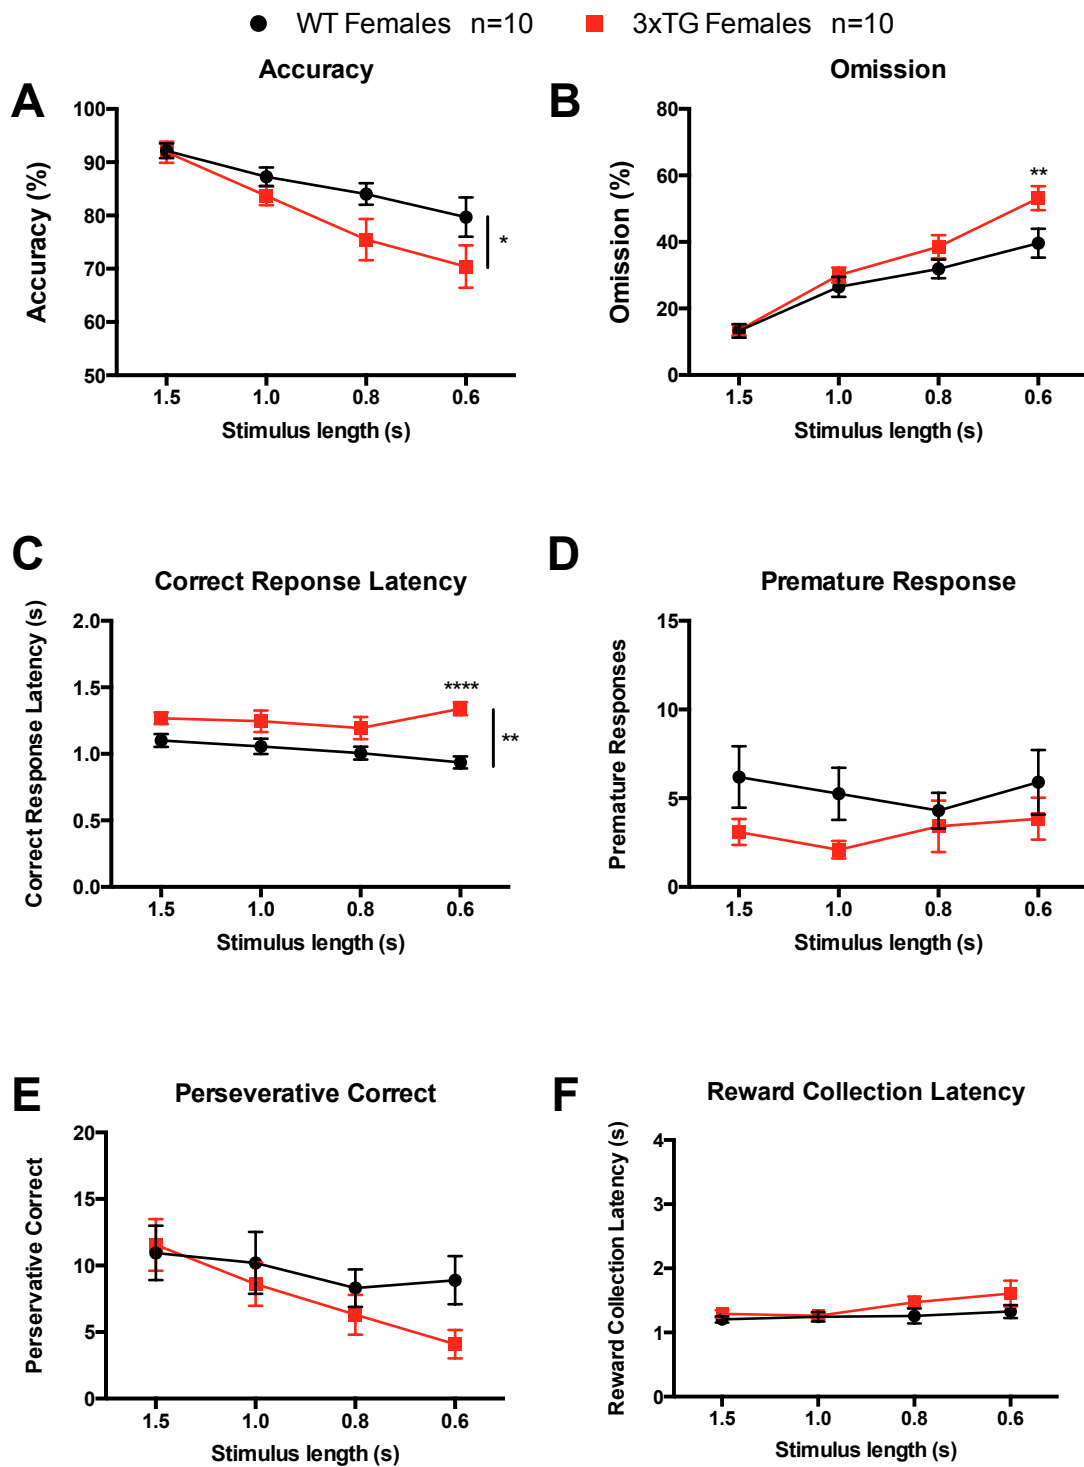 WT Females n=10 3xTG Females n=10
A Accuracy
Accuracy (%)
100
90
80
70
60
50
*
1.5 1.0 0.8 0.6
Stimulus length (s)
B Omission
Omission (%)
80
60
40
20
0
**
1.5 1.0 0.8 0.6
Stimulus length (s)
C Correct Reponse Latency
Correct Response Latency (s)
2.0
1.5
1.0
0.5
0.0
****
**
1.5 1.0 0.8 0.6
Stimulus length (s)
D Premature Response
Premature Responses
15
10
5
0
1.5 1.0 0.8 0.6
Stimulus length (s)
E Perseverative Correct
Perservative Correct
20
15
10
5
0
1.5 1.0 0.8 0.6
Stimulus length (s)
F Reward Collection Latency
Reward Collection Latency (s)
4
3
2
1
0
1.5 1.0 0.8 0.6
Stimulus length (s)